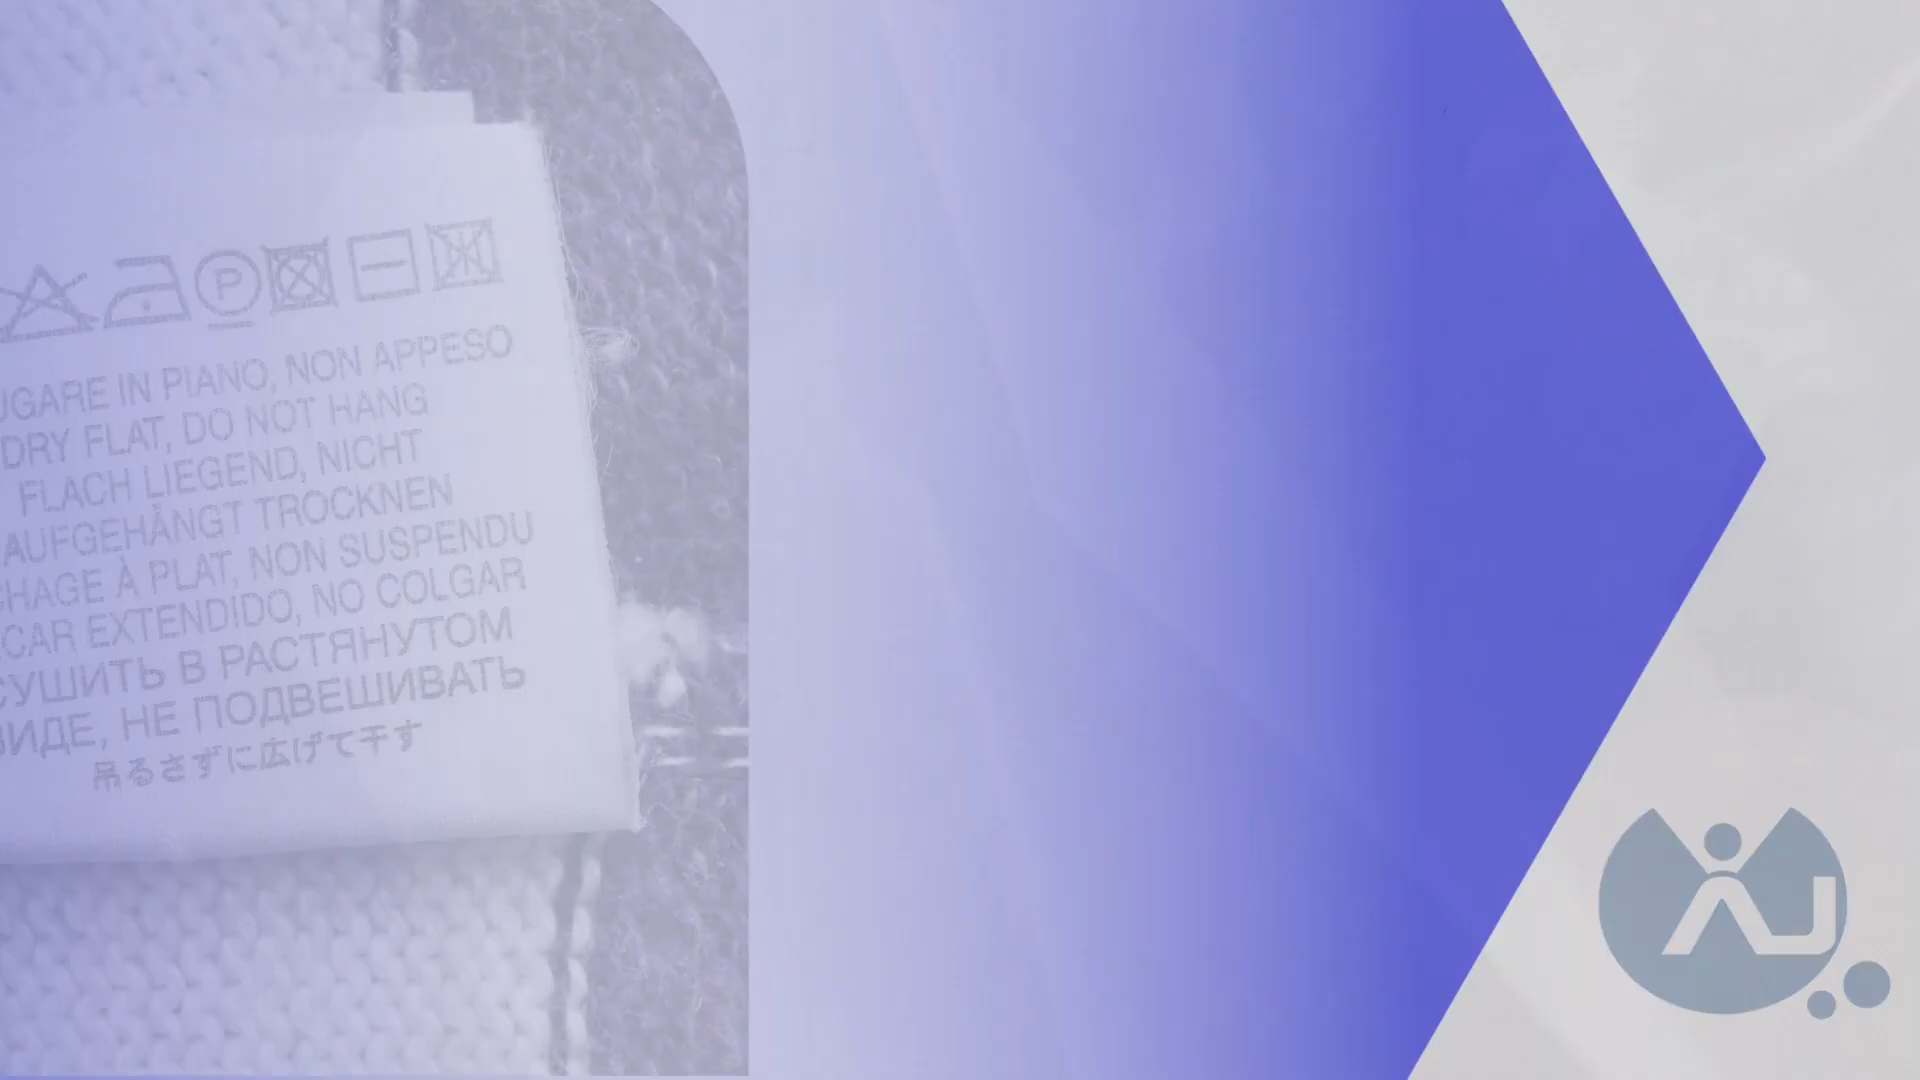 P
UGARE IN PIANO, NON APPESO
DRY FLAT, DO NOT HANG
FLACH LIEGEND, NICHT
AUFGEHÄNGT TROCKNEN
CHAGE À PLAT, NON SUSPENDU
CAR EXTENDIDO, NO COLGAR
СУШИТЬ В РАСТЯНУТОМ
ВИДЕ, НЕ ПОДВЕШИВАТЬ
吊るさずに広げて干す